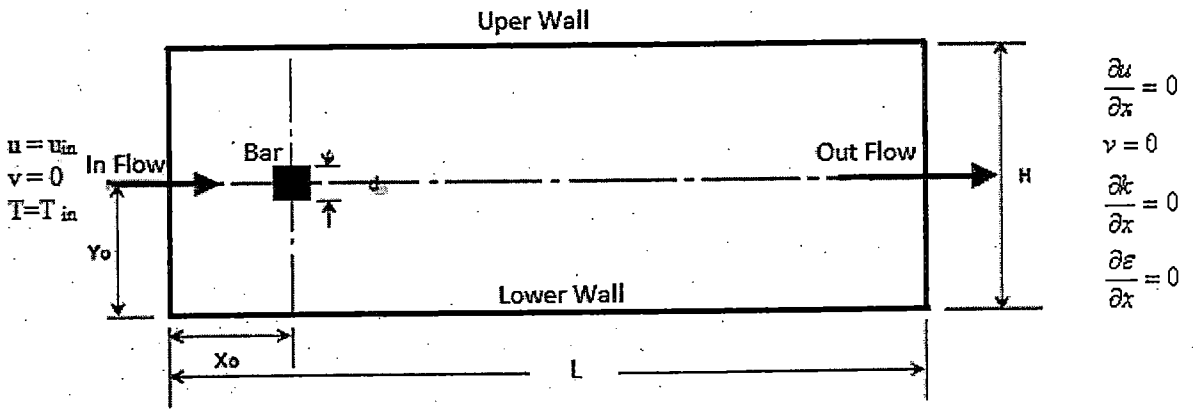 Uper Wall
u = u_in
v = 0
T=T_in
In Flow
Bar
d
Out Flow
H
Yo
Lower Wall
Xo
L
∂u/∂x = 0
ν = 0
∂k/∂x = 0
∂ε/∂x = 0